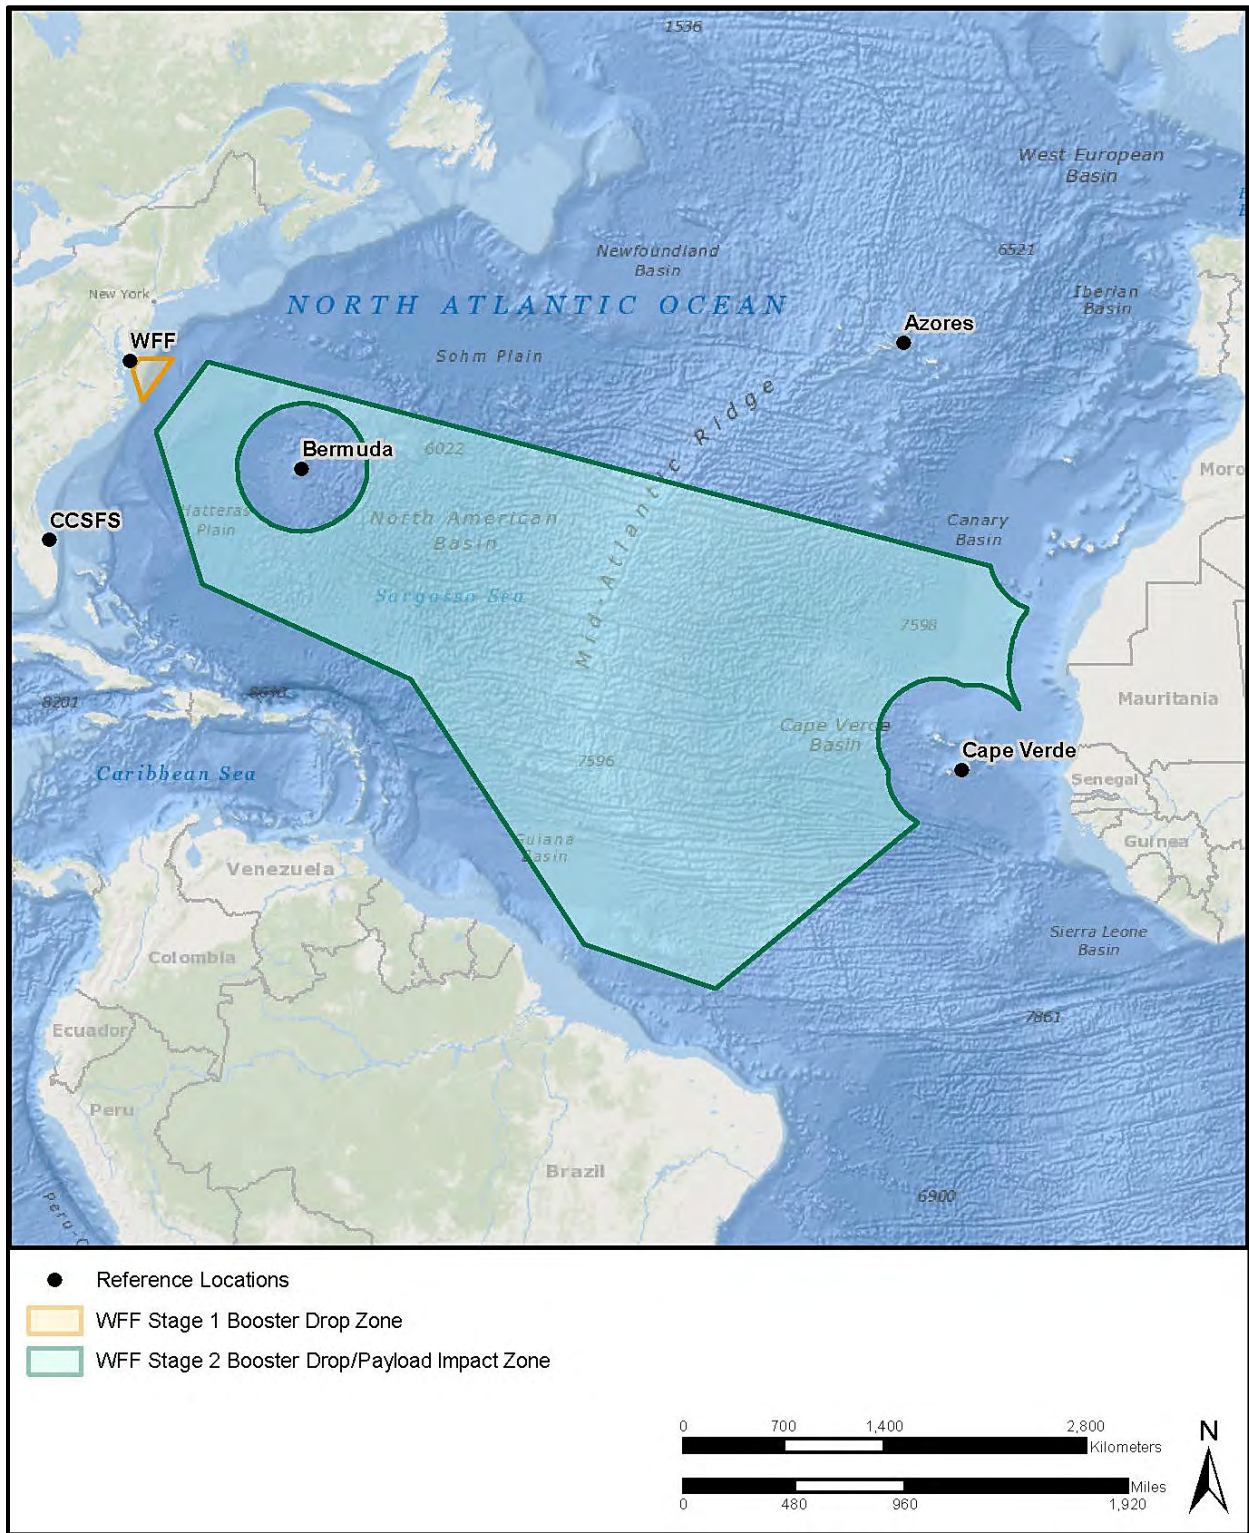 1536
West European
Basin
Newfoundland
Basin
6521
New York
NORTH ATLANTIC OCEAN
Iberian
Basin
WFF
Azores
Sohm Plain
Mid-Atlantic Ridge
Bermuda
6022
Moro
CCSFS
Hatteras
Plain
North American
Basin
Canary
Basin
Sargasso Sea
7598
8201
Mauritania
Cape Verde
Basin
Cape Verde
7596
Caribbean Sea
Senegal
Guiana
Basin
Guinea
Venezuela
Sierra Leone
Basin
Colombia
7861
Ecuador
Peru
Brazil
6900
Peru-C
Reference Locations
WFF Stage 1 Booster Drop Zone
WFF Stage 2 Booster Drop/Payload Impact Zone
0 700 1,400 2,800
Kilometers
N
Miles
0 480 960 1,920